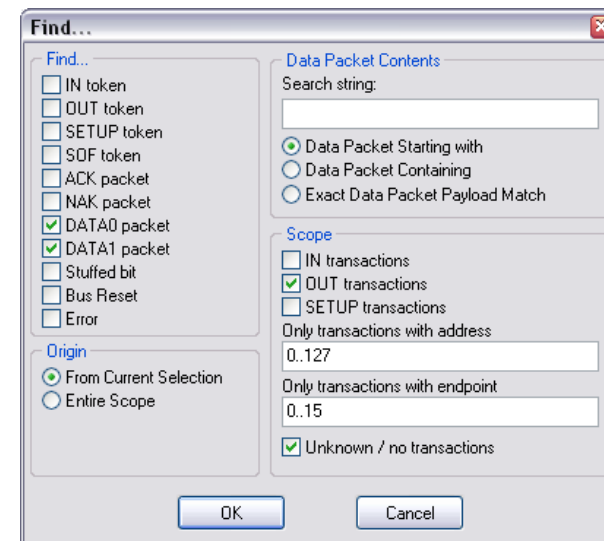 Find...
Find...
IN token
OUT token
SETUP token
SOF token
ACK packet
NAK packet
DATA0 packet
DATA1 packet
Stuffed bit
Bus Reset
Error
Origin
From Current Selection
Entire Scope
Data Packet Contents
Search string:
Data Packet Starting with
Data Packet Containing
Exact Data Packet Payload Match
Scope
IN transactions
OUT transactions
SETUP transactions
Only transactions with address
0..127
Only transactions with endpoint
0..15
Unknown / no transactions
OK
Cancel